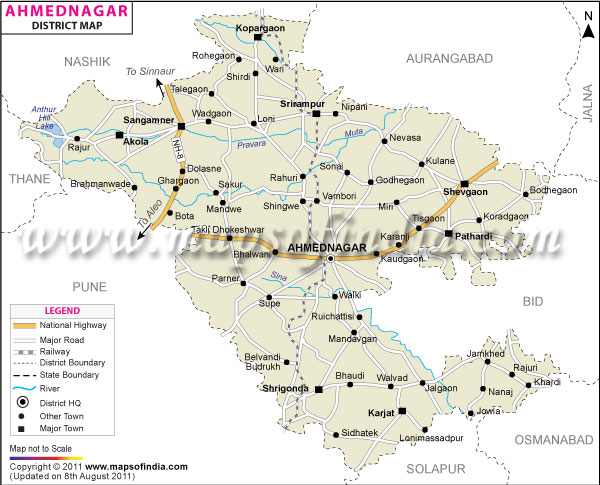 AHMEDNAGAR
DISTRICT MAP
N
Kopargaon
Rohegaon
Wari
Shirdi
NASHIK
AURANGABAD
To Sinnaur
JALNA
Talegaon
Srirampur
Nipani
Anthur
Hill
Lake
Sangamner
Wadgaon
Loni
Muta
Nevasa
Rajur
Akola
Pravara
NH-8
Kulane
Sonai
Dolasne
THANE
Ghargaon
Rahuri
Godhegaon
Shevgaon
Brahmanwade
Sakur
Bodhegaon
Mandwe
Shingwe
Vambori
Miri
To Aleo
Bota
Tisgaon
Koradgaon
www.mapsofindia.com
Takli Dhokeshwar
Karanji
Pathardi
AHMEDNAGAR
Bhalwani
Kaudgaon
Sina
Parner
PUNE
Walki
BID
Supe
Ruichattisi
LEGEND
National Highway
Major Road
Railway
District Boundary
State Boundary
River
District HQ
Other Town
Major Town
Mandavgan
Belvandi
Budrukh
Jamkhed
Rajuri
Shrigonda
Bhaudi
Walvad
Jalgaon
Nanaj
Khardi
Karjat
Jowla
Sidhatek
Lonimassadpur
OSMANABAD
SOLAPUR
Map not to Scale
Copyright © 2011 www.mapsofindia.com
(Updated on 8th August 2011)